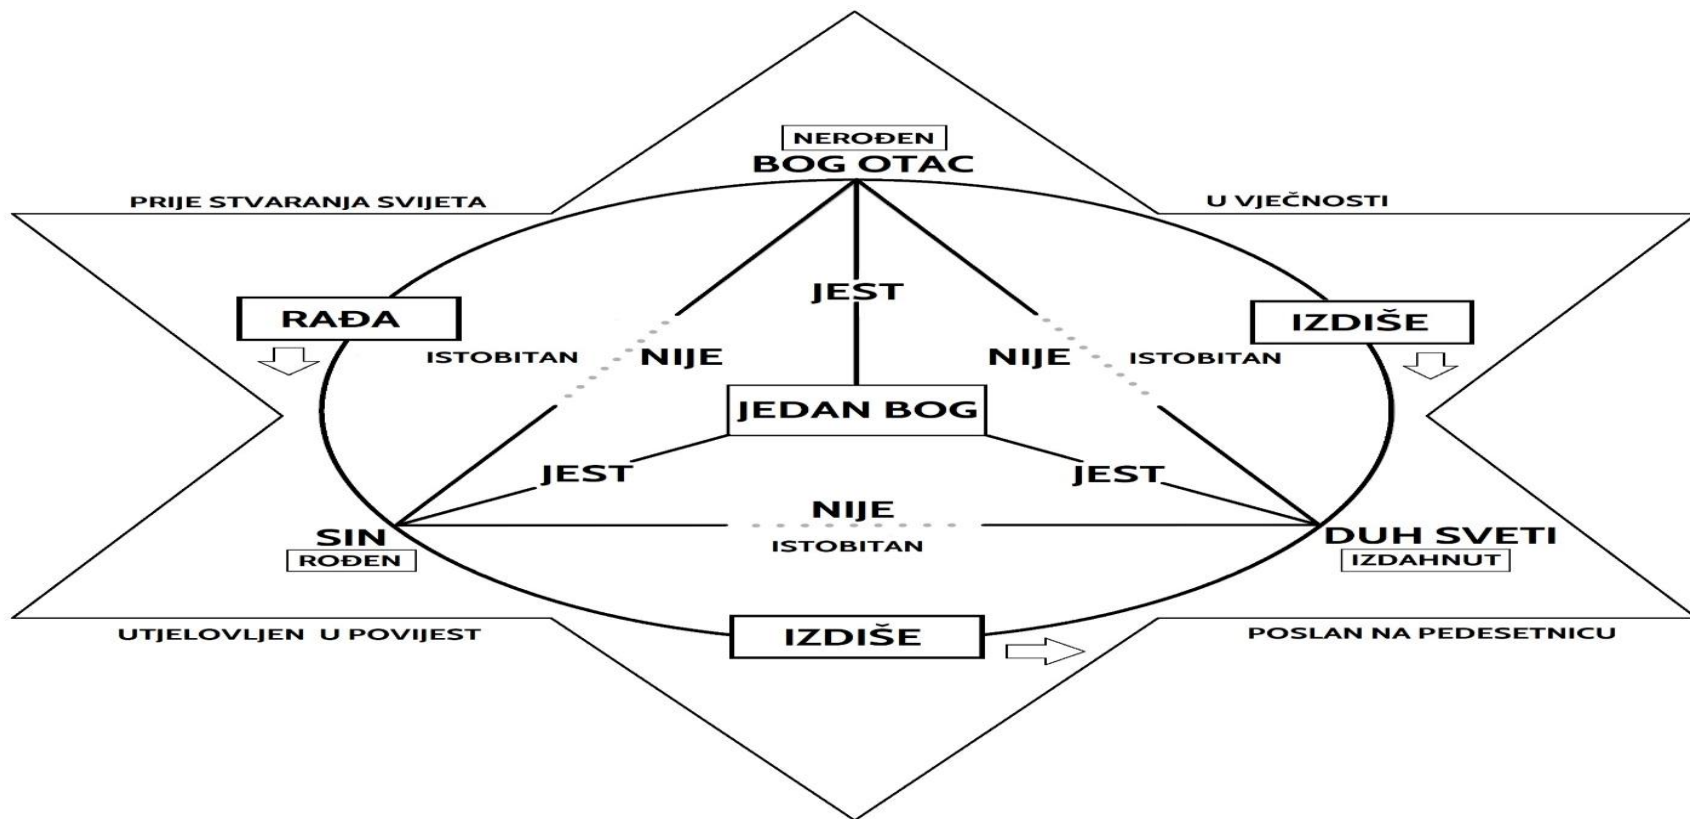 NEROĐEN
BOG OTAC
PRIJE STVARANJA SVIJETA
U VJEČNOSTI
JEST
RAĐA
IZDIŠE
ISTOBITAN
NIJE
NIJE
ISTOBITAN
JEDAN BOG
JEST
JEST
NIJE
SIN
DUH SVETI
ISTOBITAN
ROĐEN
IZDAHNUT
UTJELOVLJEN U POVIJEST
IZDIŠE
POSLAN NA PEDESETNICU